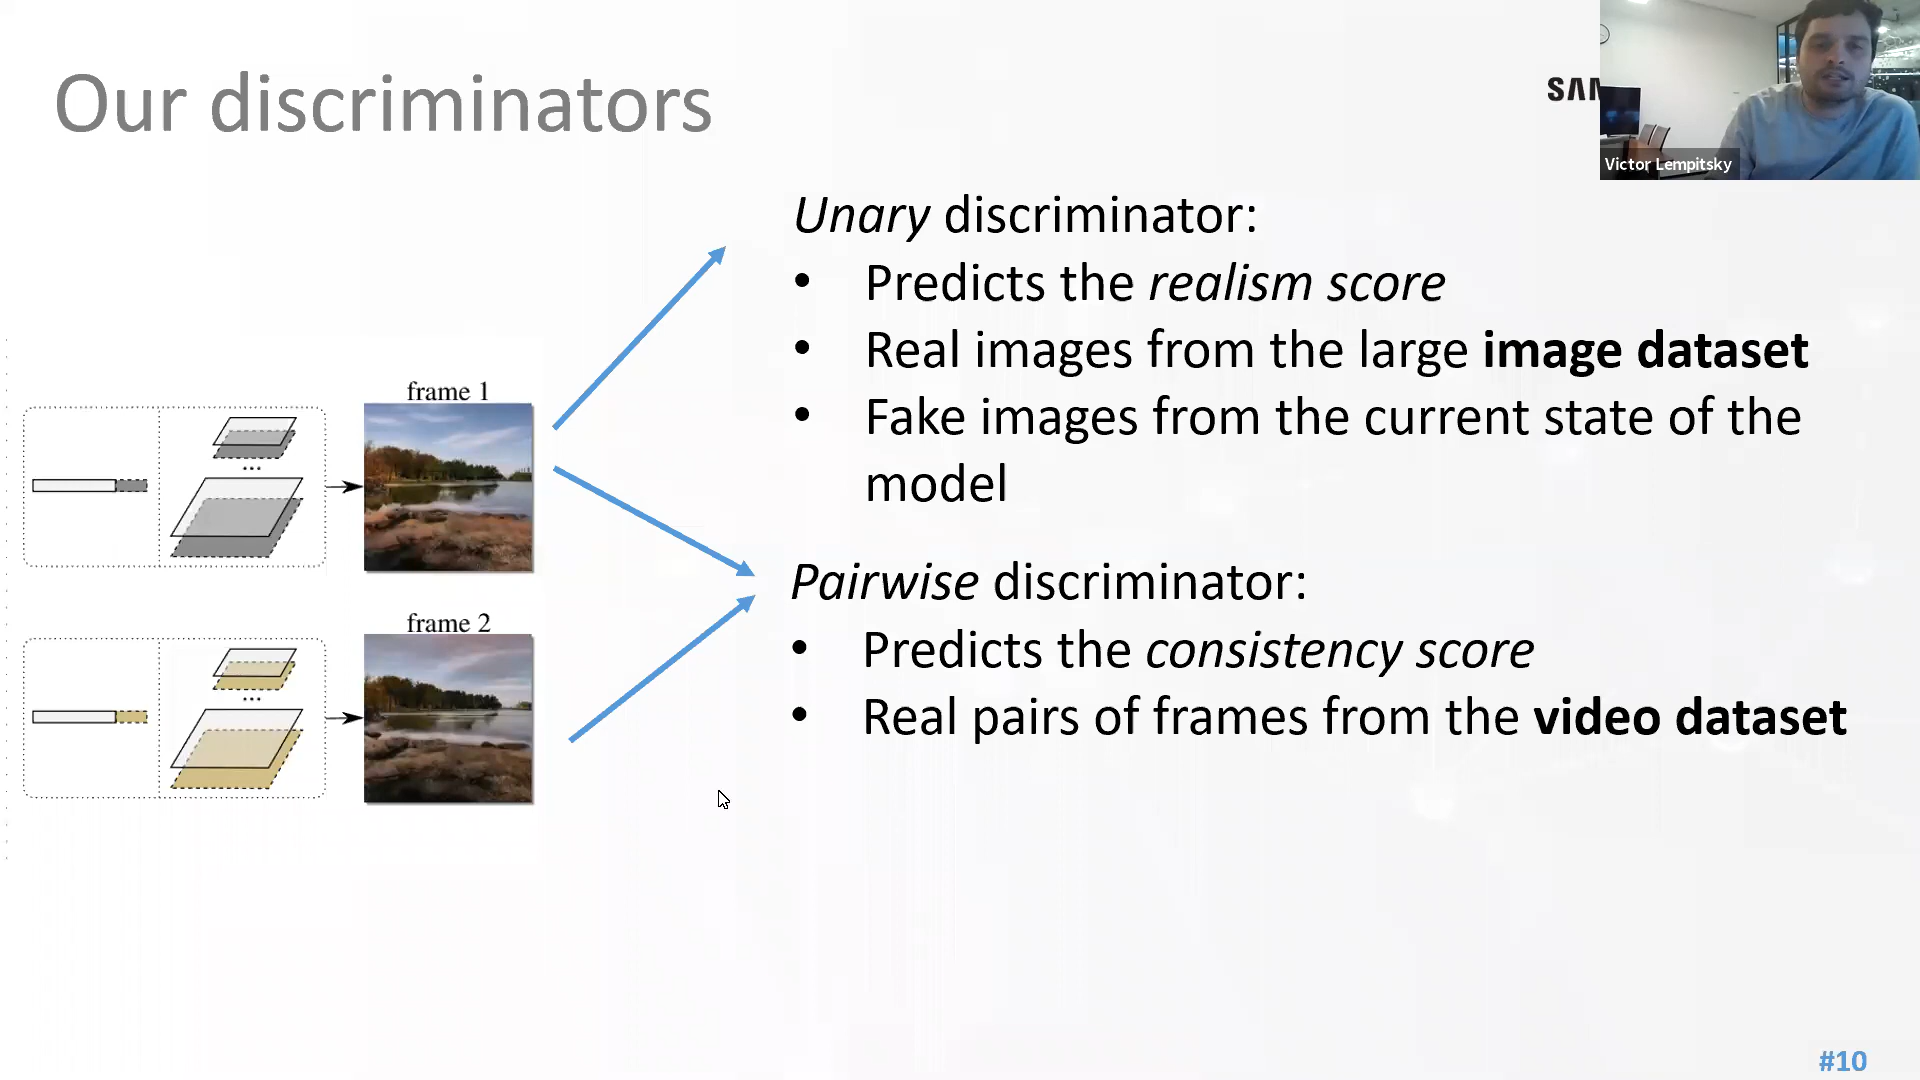 Our discriminators
SAM
Victor Lempitsky
Unary discriminator:
• Predicts the realism score
• Real images from the large image dataset
• Fake images from the current state of the
model
frame 1
...
Pairwise discriminator:
• Predicts the consistency score
• Real pairs of frames from the video dataset
frame 2
...
#10